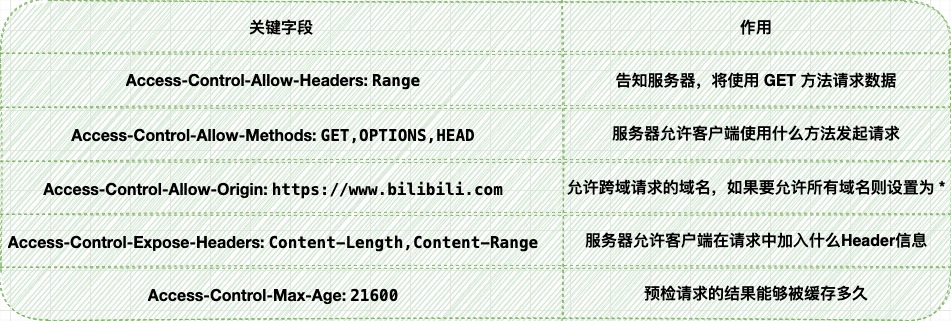 关键字段 作用
Access-Control-Allow-Headers: Range 告知服务器，将使用 GET 方法请求数据
Access-Control-Allow-Methods: GET,OPTIONS,HEAD 服务器允许客户端使用什么方法发起请求
Access-Control-Allow-Origin: https://www.bilibili.com 允许跨域请求的域名，如果要允许所有域名则设置为 *
Access-Control-Expose-Headers: Content-Length,Content-Range 服务器允许客户端在请求中加入什么Header信息
Access-Control-Max-Age: 21600 预检请求的结果能够被缓存多久